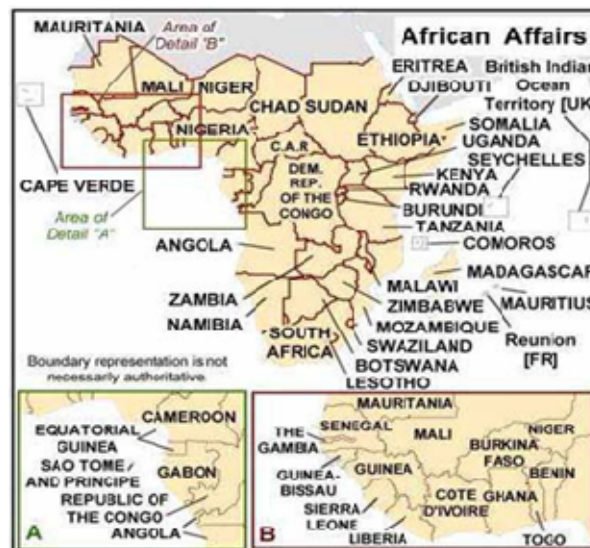 African Affairs
MAURITANIA
Area of
Detail "B"
MALI
NIGER
CHAD
SUDAN
ERITREA
DJIBOUTI
British Indian
Ocean
Territory [UK
NIGERIA
ETHIOPIA
SOMALIA
UGANDA
SEYCHELLES
C.A.R
CAPE VERDE
DEM.
REP.
OF THE
CONGO
KENYA
RWANDA
BURUNDI
TANZANIA
Area of
Detail "A"
ANGOLA
COMOROS
MADAGASCAR
MALAWI
ZAMBIA
ZIMBABWE
MAURITIUS
NAMIBIA
MOZAMBIQUE
SWAZILAND
Reunion
[FR]
SOUTH
AFRICA
BOTSWANA
LESOTHO
Boundary representation is not
necessarily authoritative.
CAMEROON
EQUATORIAL
GUINEA
SAO TOME
AND PRINCIPE
GABON
REPUBLIC OF
THE CONGO
ANGOLA
A
MAURITANIA
SENEGAL
THE
GAMBIA
MALI
NIGER
BURKINA
FASO
GUINEA-
BISSAU
GUINEA
BENIN
SIERRA
LEONE
COTE
D'IVOIRE
GHANA
LIBERIA
TOGO
B